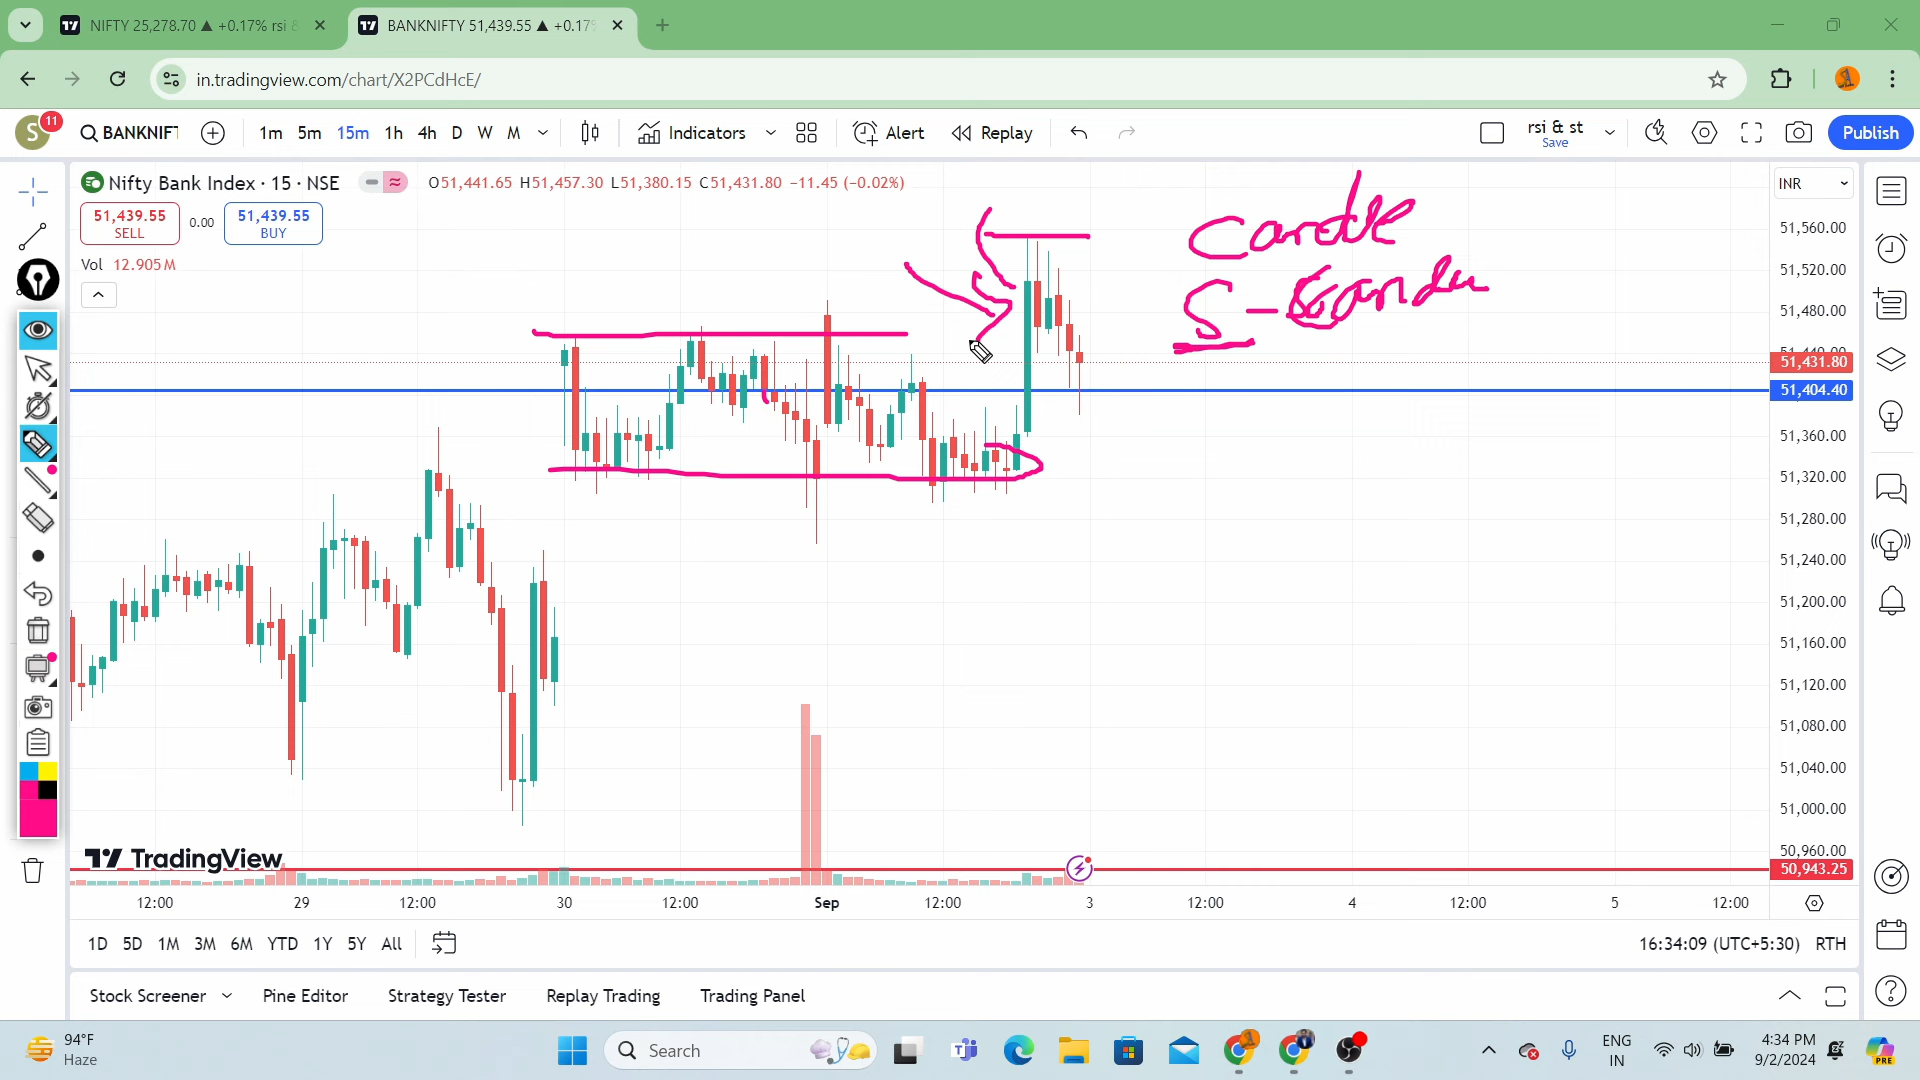 NIFTY 25,278.70 ▲ +0.17% rsi &
BANKNIFTY 51,439.55 ▲ +0.17%
in.tradingview.com/chart/X2PCdHcE/
S 11 BANKNIFT 1m 5m 15m 1h 4h D W M Indicators Alert Replay rsi & st Save Publish
Nifty Bank Index · 15 · NSE O51,441.65 H51,457.30 L51,380.15 C51,431.80 −11.45 (−0.02%)
INR
51,439.55 SELL 0.00 51,439.55 BUY
Vol 12.905M
Candle
S -
51,560.00
51,520.00
51,480.00
51,440.00
51,431.80
51,404.40
51,360.00
51,320.00
51,280.00
51,240.00
51,200.00
51,160.00
51,120.00
51,080.00
51,040.00
51,000.00
50,960.00
50,943.25
TradingView
12:00 29 12:00 30 12:00 Sep 12:00 3 12:00 4 12:00 5 12:00
1D 5D 1M 3M 6M YTD 1Y 5Y All 16:34:09 (UTC+5:30) RTH
Stock Screener Pine Editor Strategy Tester Replay Trading Trading Panel
94°F
Haze
Search
ENG
IN
4:34 PM
9/2/2024
PRE